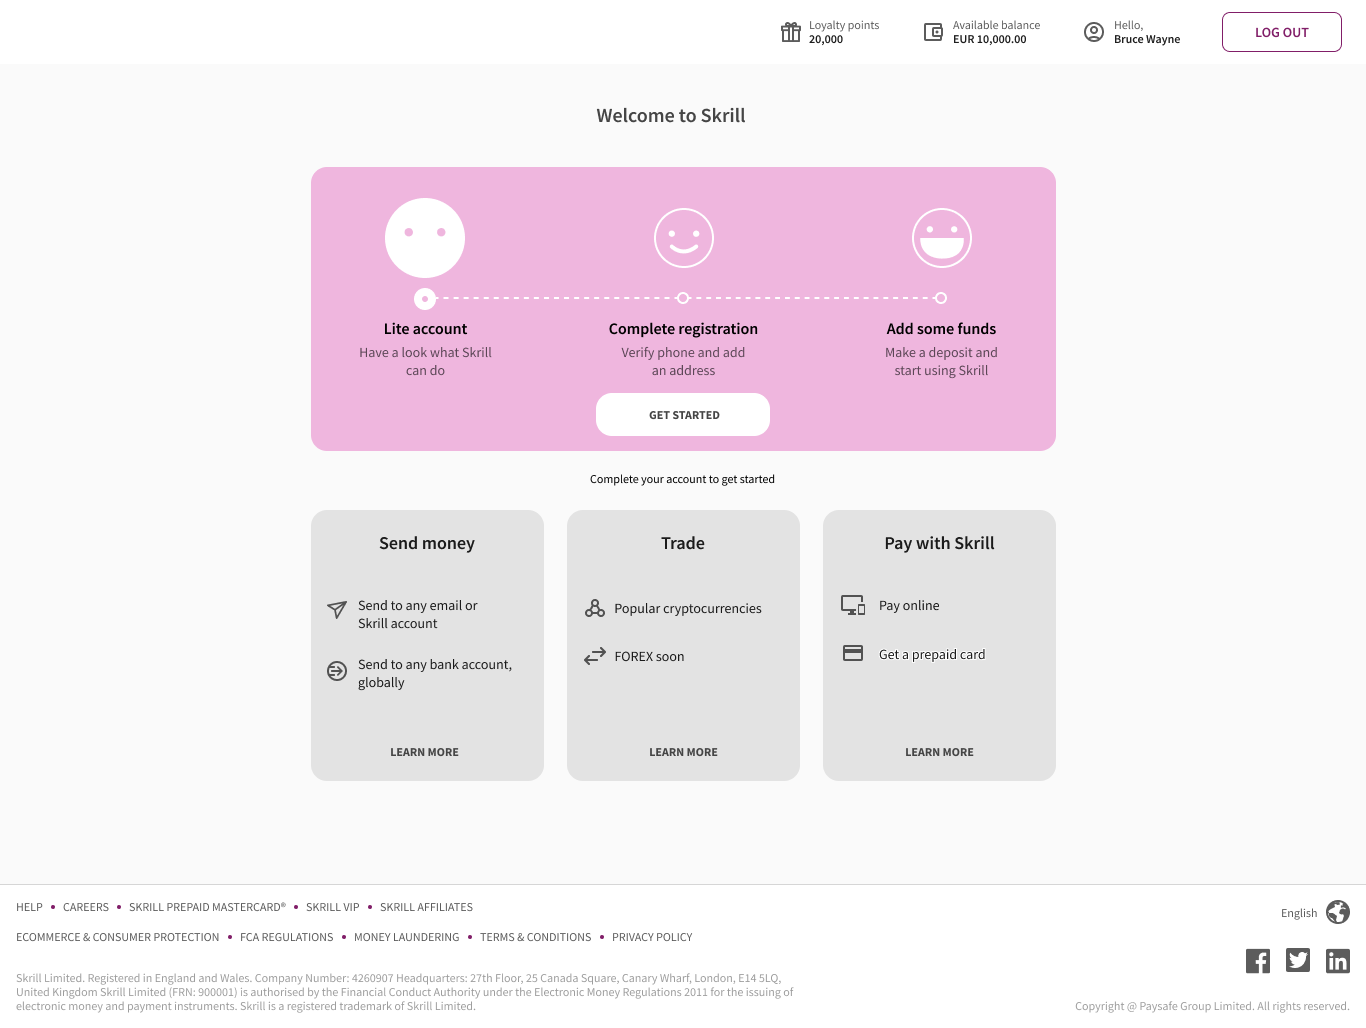 Loyalty points
20,000
Available balance
EUR 10,000.00
Hello,
Bruce Wayne
LOG OUT
Welcome to Skrill
Lite account
Have a look what Skrill
can do
Complete registration
Verify phone and add
an address
Add some funds
Make a deposit and
start using Skrill
GET STARTED
Complete your account to get started
Send money
Send to any email or
Skrill account
Send to any bank account,
globally
LEARN MORE
Trade
Popular cryptocurrencies
FOREX soon
LEARN MORE
Pay with Skrill
Pay online
Get a prepaid card
LEARN MORE
HELP • CAREERS • SKRILL PREPAID MASTERCARD® • SKRILL VIP • SKRILL AFFILIATES
ECOMMERCE & CONSUMER PROTECTION • FCA REGULATIONS • MONEY LAUNDERING • TERMS & CONDITIONS • PRIVACY POLICY
English
Skrill Limited. Registered in England and Wales. Company Number: 4260907 Headquarters: 27th Floor, 25 Canada Square, Canary Wharf, London, E14 5LQ,
United Kingdom Skrill Limited (FRN: 900001) is authorised by the Financial Conduct Authority under the Electronic Money Regulations 2011 for the issuing of
electronic money and payment instruments. Skrill is a registered trademark of Skrill Limited.
Copyright @ Paysafe Group Limited. All rights reserved.